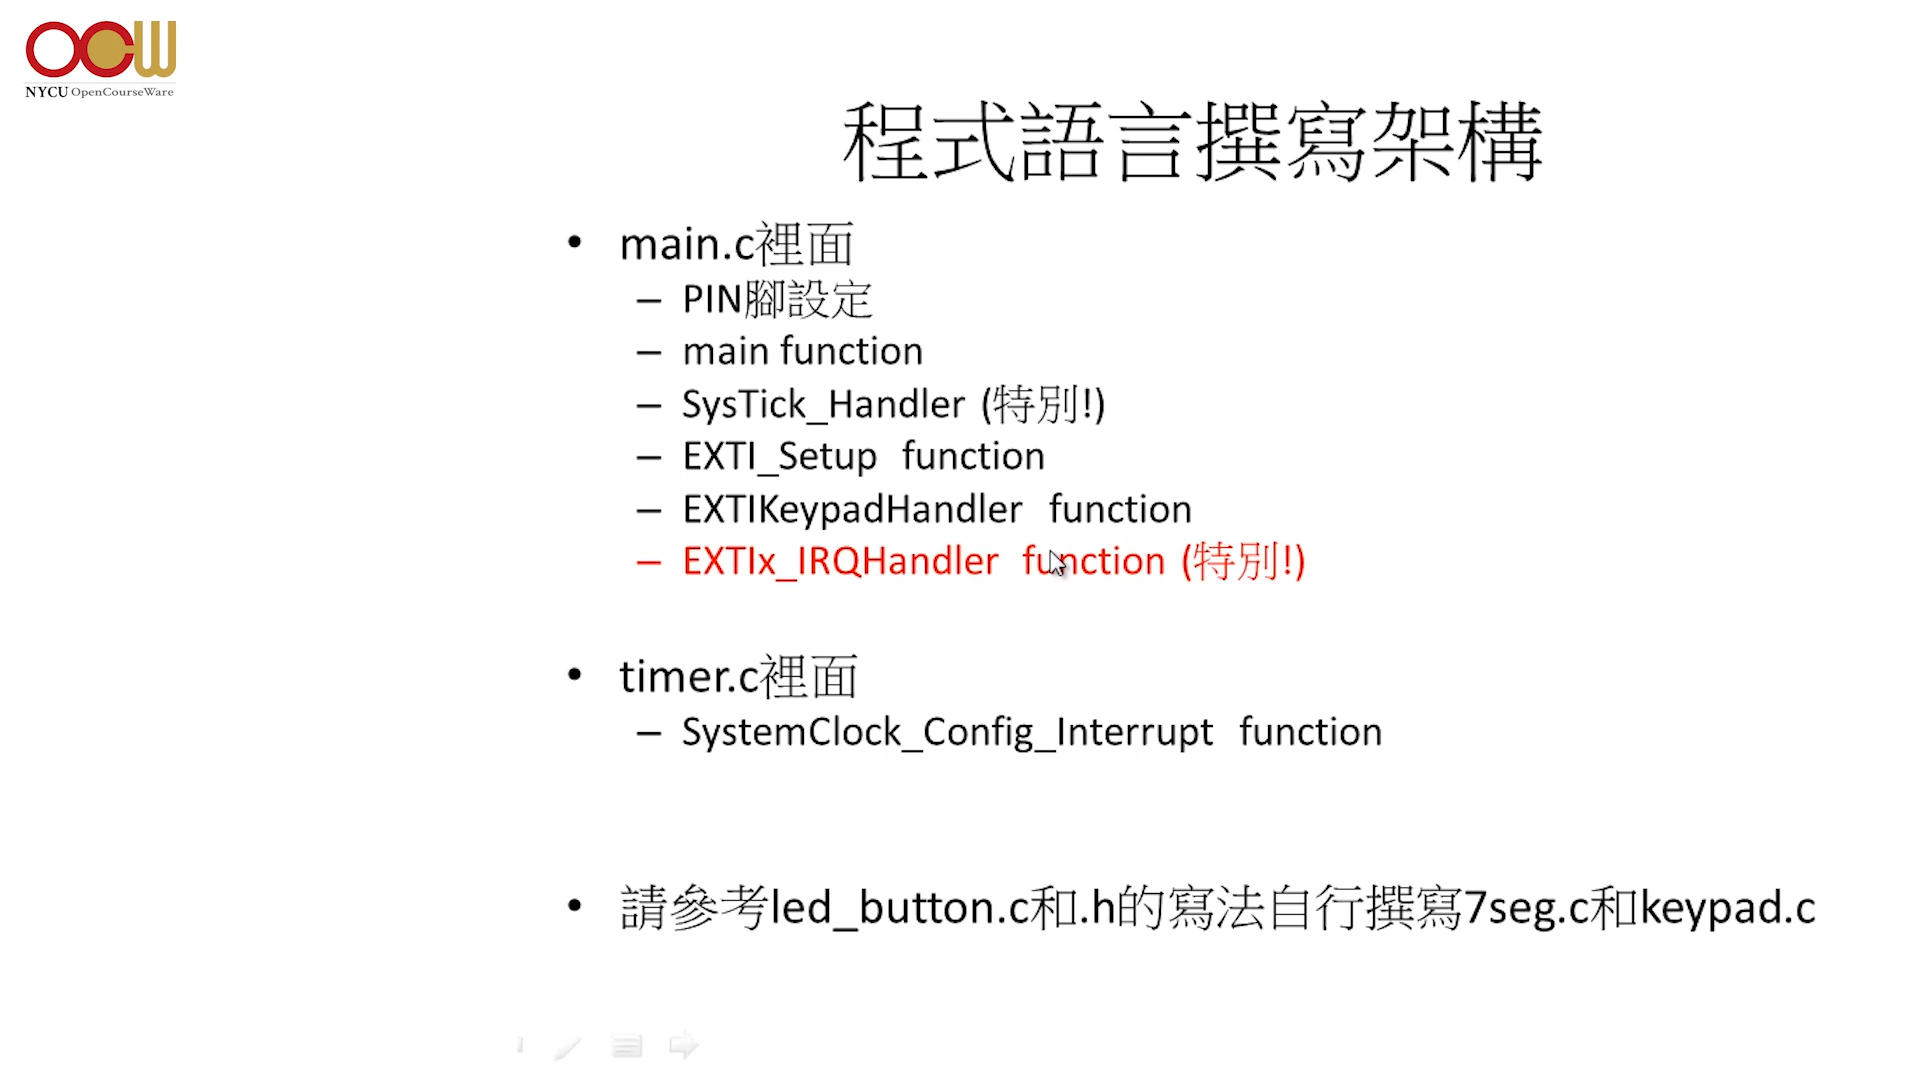 OCW
NYCU OpenCourseWare
程式語言撰寫架構
• main.c裡面
– PIN腳設定
– main function
– SysTick_Handler (特別!)
– EXTI_Setup function
– EXTIKeypadHandler function
– EXTIx_IRQHandler function (特別!)
• timer.c裡面
– SystemClock_Config_Interrupt function
• 請參考led_button.c和.h的寫法自行撰寫7seg.c和keypad.c